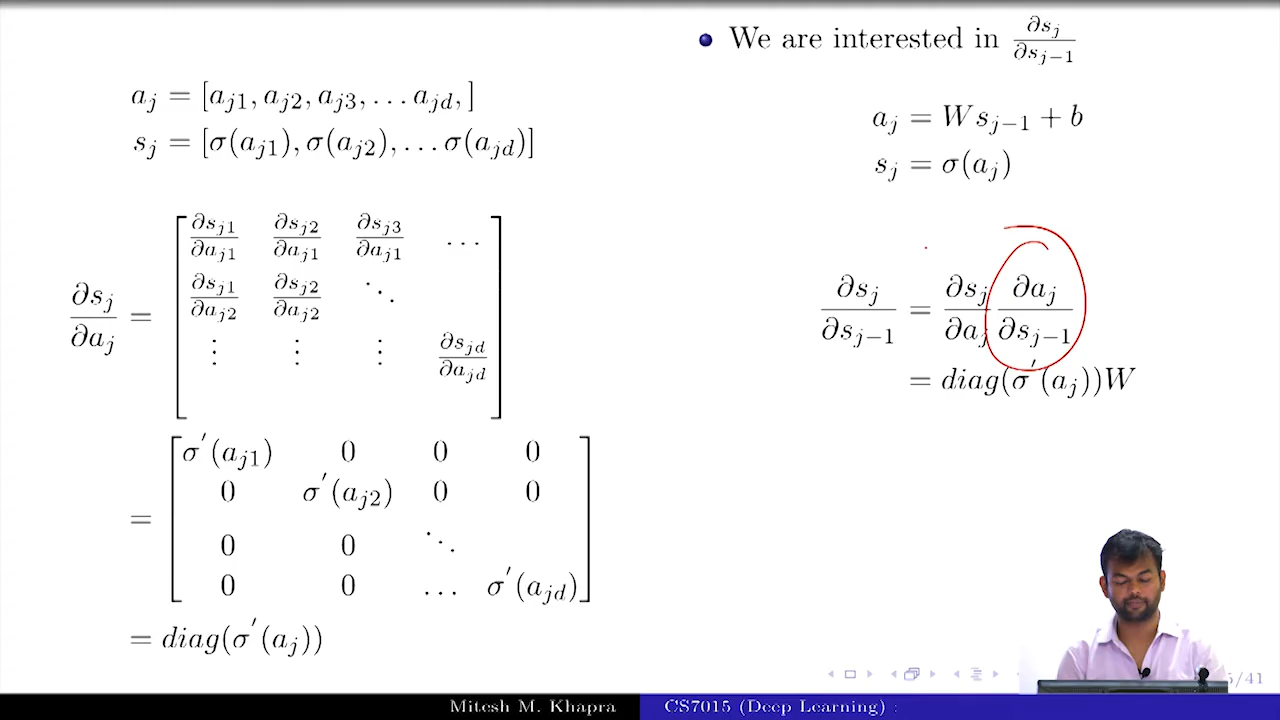 a_j = [a_{j1}, a_{j2}, a_{j3}, ... a_{jd}, ]
s_j = [σ(a_{j1}), σ(a_{j2}), ... σ(a_{jd})]
∂s_j/∂a_j = [ ∂s_{j1}/∂a_{j1} ∂s_{j2}/∂a_{j1} ∂s_{j3}/∂a_{j1} ...
∂s_{j1}/∂a_{j2} ∂s_{j2}/∂a_{j2} ⋱
⋮ ⋮ ⋮ ∂s_{jd}/∂a_{jd} ]
= [ σ'(a_{j1}) 0 0 0
0 σ'(a_{j2}) 0 0
0 0 ⋱
0 0 ... σ'(a_{jd}) ]
= diag(σ'(a_j))
• We are interested in ∂s_j/∂s_{j−1}
a_j = W s_{j−1} + b
s_j = σ(a_j)
∂s_j/∂s_{j−1} = ∂s_j/∂a_j ∂a_j/∂s_{j−1}
= diag(σ'(a_j))W
/41
Mitesh M. Khapra CS7015 (Deep Learning) :